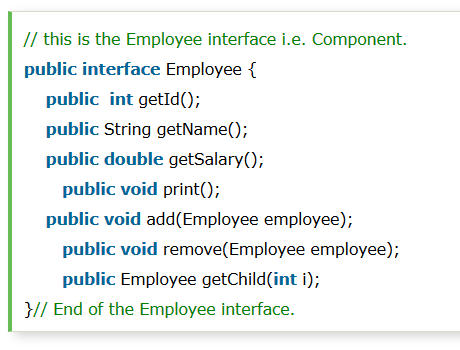 // this is the Employee interface i.e. Component.
public interface Employee {
public  int getId();
public String getName();
public double getSalary();
public void print();
public void add(Employee employee);
public void remove(Employee employee);
public Employee getChild(int i);
}// End of the Employee interface.